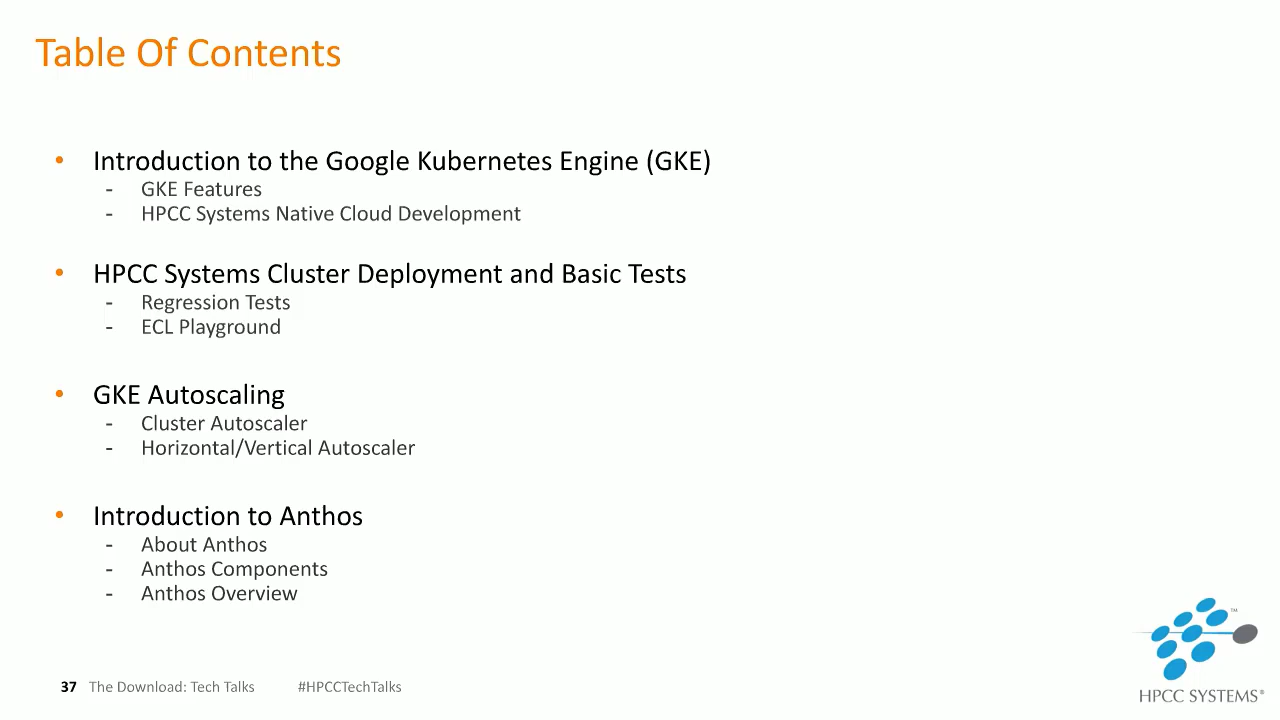 Table Of Contents
• Introduction to the Google Kubernetes Engine (GKE)
- GKE Features
- HPCC Systems Native Cloud Development
• HPCC Systems Cluster Deployment and Basic Tests
- Regression Tests
- ECL Playground
• GKE Autoscaling
- Cluster Autoscaler
- Horizontal/Vertical Autoscaler
• Introduction to Anthos
- About Anthos
- Anthos Components
- Anthos Overview
37 The Download: Tech Talks #HPCCTechTalks
™
HPCC SYSTEMS®